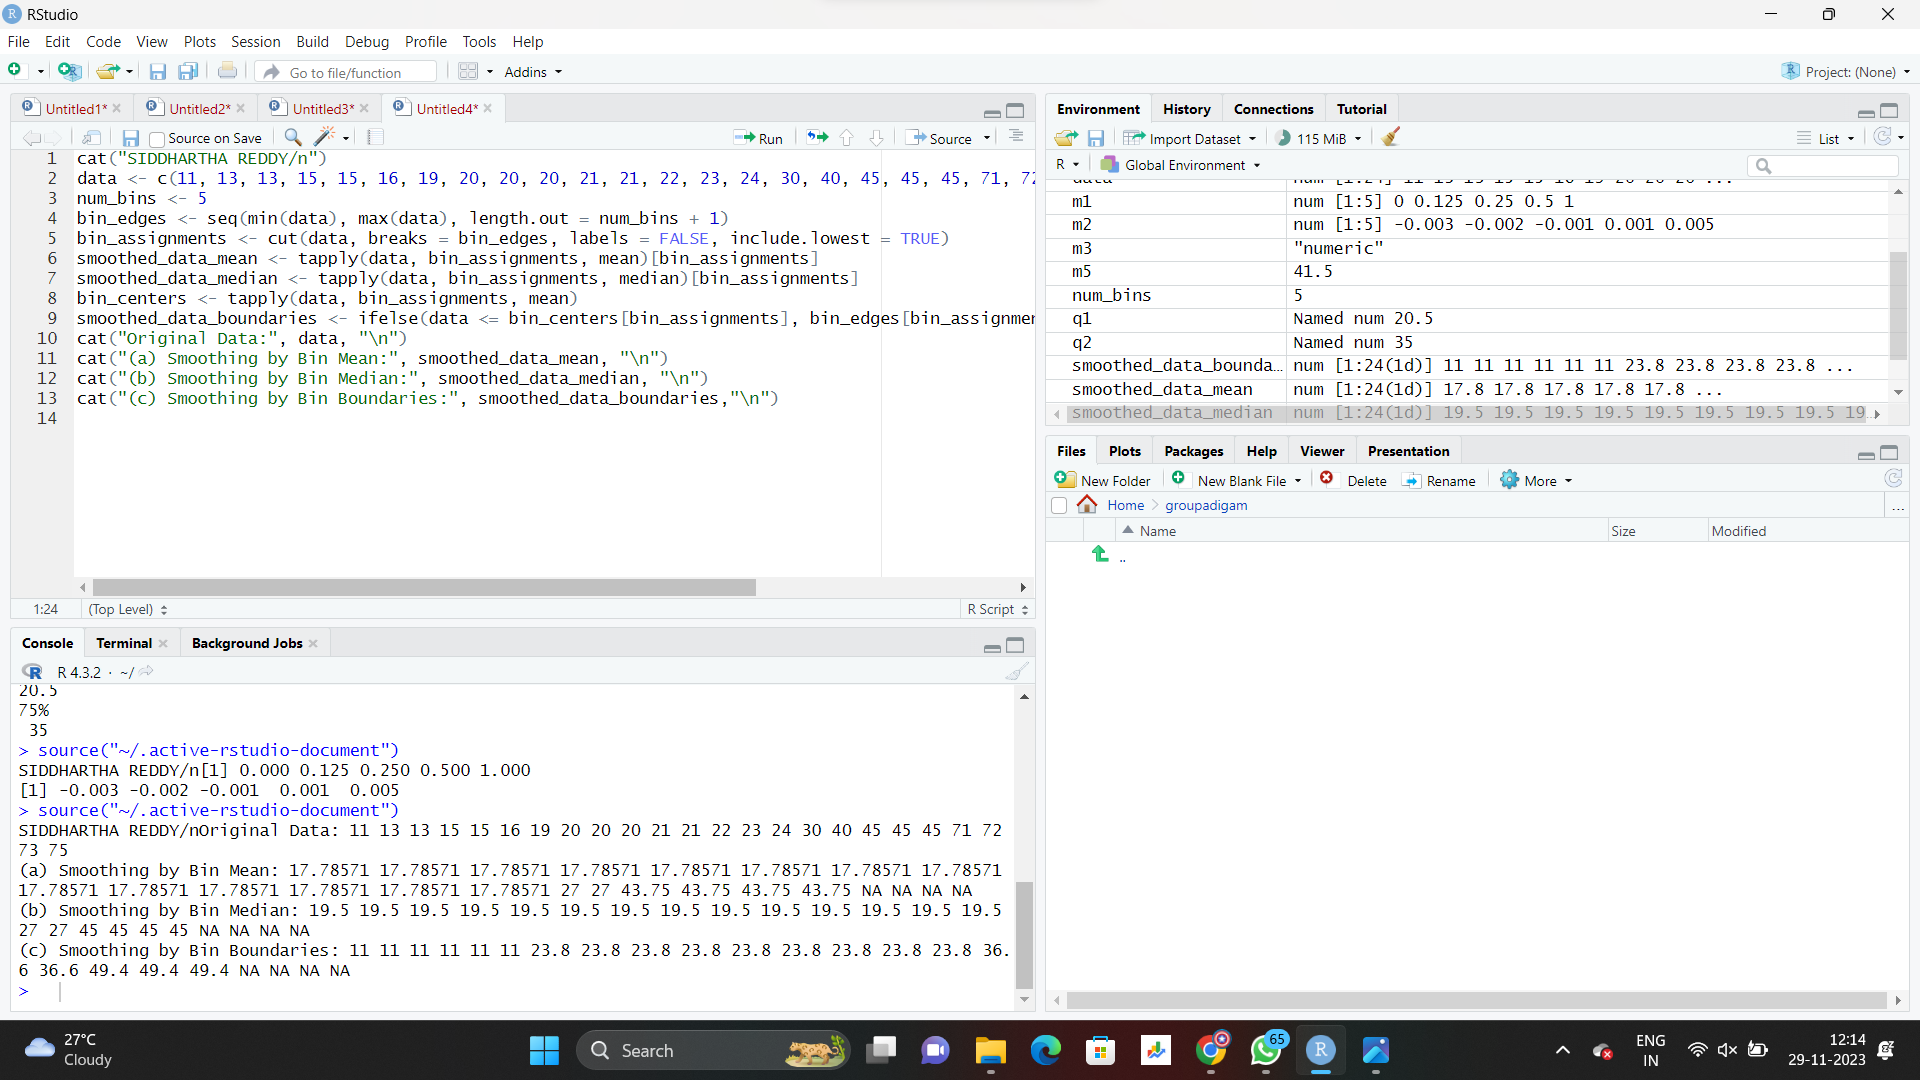 RStudio
File Edit Code View Plots Session Build Debug Profile Tools Help
Go to file/function Addins Project: (None)
Untitled1* Untitled2* Untitled3* Untitled4*
Source on Save Run Source
1 cat("SIDDHARTHA REDDY/n")
2 data <- c(11, 13, 13, 15, 15, 16, 19, 20, 20, 20, 21, 21, 22, 23, 24, 30, 40, 45, 45, 45, 71, 72
3 num_bins <- 5
4 bin_edges <- seq(min(data), max(data), length.out = num_bins + 1)
5 bin_assignments <- cut(data, breaks = bin_edges, labels = FALSE, include.lowest = TRUE)
6 smoothed_data_mean <- tapply(data, bin_assignments, mean)[bin_assignments]
7 smoothed_data_median <- tapply(data, bin_assignments, median)[bin_assignments]
8 bin_centers <- tapply(data, bin_assignments, mean)
9 smoothed_data_boundaries <- ifelse(data <= bin_centers[bin_assignments], bin_edges[bin_assignmen
10 cat("Original Data:", data, "\n")
11 cat("(a) Smoothing by Bin Mean:", smoothed_data_mean, "\n")
12 cat("(b) Smoothing by Bin Median:", smoothed_data_median, "\n")
13 cat("(c) Smoothing by Bin Boundaries:", smoothed_data_boundaries,"\n")
14
1:24 (Top Level) R Script
Console Terminal Background Jobs
R 4.3.2 · ~/
20.5
75%
35
> source("~/.active-rstudio-document")
SIDDHARTHA REDDY/n[1] 0.000 0.125 0.250 0.500 1.000
[1] -0.003 -0.002 -0.001 0.001 0.005
> source("~/.active-rstudio-document")
SIDDHARTHA REDDY/nOriginal Data: 11 13 13 15 15 16 19 20 20 20 21 21 22 23 24 30 40 45 45 45 71 72
73 75
(a) Smoothing by Bin Mean: 17.78571 17.78571 17.78571 17.78571 17.78571 17.78571 17.78571 17.78571
17.78571 17.78571 17.78571 17.78571 17.78571 17.78571 27 27 43.75 43.75 43.75 43.75 NA NA NA NA
(b) Smoothing by Bin Median: 19.5 19.5 19.5 19.5 19.5 19.5 19.5 19.5 19.5 19.5 19.5 19.5 19.5 19.5
27 27 45 45 45 45 NA NA NA NA
(c) Smoothing by Bin Boundaries: 11 11 11 11 11 11 23.8 23.8 23.8 23.8 23.8 23.8 23.8 23.8 23.8 36.
6 36.6 49.4 49.4 49.4 NA NA NA NA
>
Environment History Connections Tutorial
Import Dataset 115 MiB List
R Global Environment
data num [1:24] 11 13 13 15 15 16 19 20 20 20 ...
m1 num [1:5] 0 0.125 0.25 0.5 1
m2 num [1:5] -0.003 -0.002 -0.001 0.001 0.005
m3 "numeric"
m5 41.5
num_bins 5
q1 Named num 20.5
q2 Named num 35
smoothed_data_bounda… num [1:24(1d)] 11 11 11 11 11 11 23.8 23.8 23.8 23.8 ...
smoothed_data_mean num [1:24(1d)] 17.8 17.8 17.8 17.8 17.8 ...
smoothed_data_median num [1:24(1d)] 19.5 19.5 19.5 19.5 19.5 19.5 19.5 19.5 19
Files Plots Packages Help Viewer Presentation
New Folder New Blank File Delete Rename More
Home groupadigam ...
Name Size Modified
..
27°C
Cloudy
Search
65
ENG
IN
12:14
29-11-2023